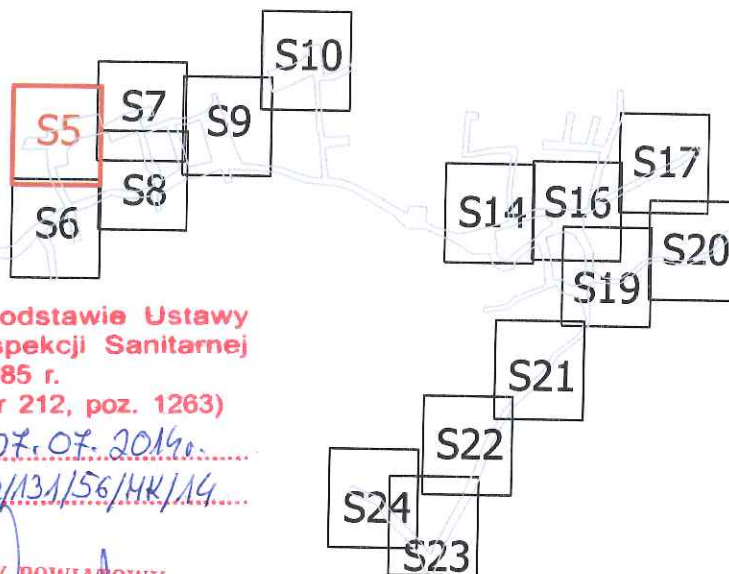 S10
S7
S9
S5
S8
S6
S17
S14
S16
S20
S19
S21
S22
S24
S23
odstawie Ustawy
spekcji Sanitarnej
85 r.
r 212, poz. 1263)
07.07.2014r.
/131/56/HK/14
POWIATOWY